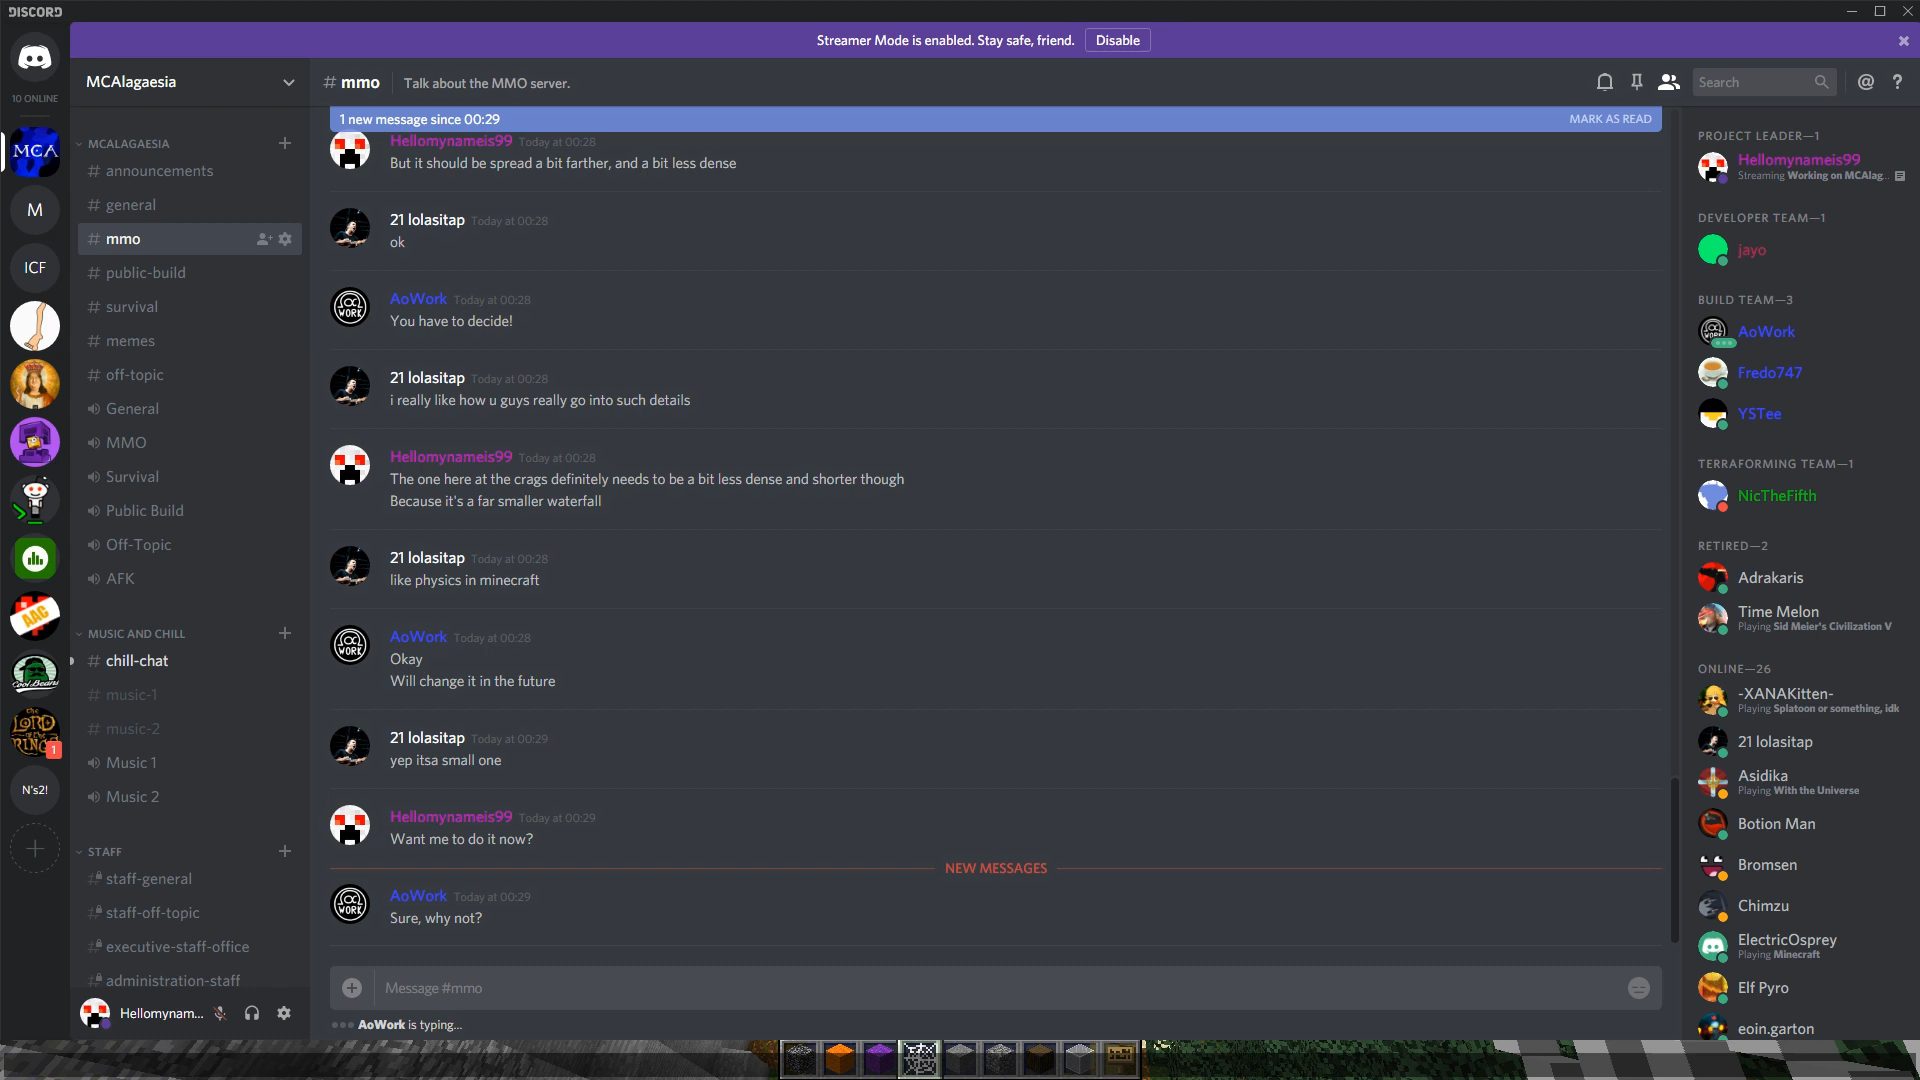 DISCORD
Streamer Mode is enabled. Stay safe, friend.
Disable
10 ONLINE
MCA
M
ICF
AAG
Cool Beans
the
LORD
of the
RINGS
1
N's2!
MCAlagaesia
MCALAGAESIA
# announcements
# general
# mmo
# public-build
# survival
# memes
# off-topic
General
MMO
Survival
Public Build
Off-Topic
AFK
MUSIC AND CHILL
# chill-chat
# music-1
# music-2
Music 1
Music 2
STAFF
staff-general
staff-off-topic
executive-staff-office
administration-staff
Hellomynam...
# mmo
Talk about the MMO server.
Search
@
?
1 new message since 00:29
MARK AS READ
Hellomynameis99 Today at 00:28
But it should be spread a bit farther, and a bit less dense
21 lolasitap Today at 00:28
ok
AoWork Today at 00:28
You have to decide!
21 lolasitap Today at 00:28
i really like how u guys really go into such details
Hellomynameis99 Today at 00:28
The one here at the crags definitely needs to be a bit less dense and shorter though
Because it's a far smaller waterfall
21 lolasitap Today at 00:28
like physics in minecraft
AoWork Today at 00:28
Okay
Will change it in the future
21 lolasitap Today at 00:29
yep itsa small one
Hellomynameis99 Today at 00:29
Want me to do it now?
NEW MESSAGES
AoWork Today at 00:29
Sure, why not?
Message #mmo
AoWork is typing...
PROJECT LEADER—1
Hellomynameis99
Streaming Working on MCAlag...
DEVELOPER TEAM—1
jayo
BUILD TEAM—3
AoWork
Fredo747
YSTee
TERRAFORMING TEAM—1
NicTheFifth
RETIRED—2
Adrakaris
Time Melon
Playing Sid Meier's Civilization V
ONLINE—26
-XANAKitten-
Playing Splatoon or something, idk
21 lolasitap
Asidika
Playing With the Universe
Botion Man
Bromsen
Chimzu
ElectricOsprey
Playing Minecraft
Elf Pyro
eoin.garton